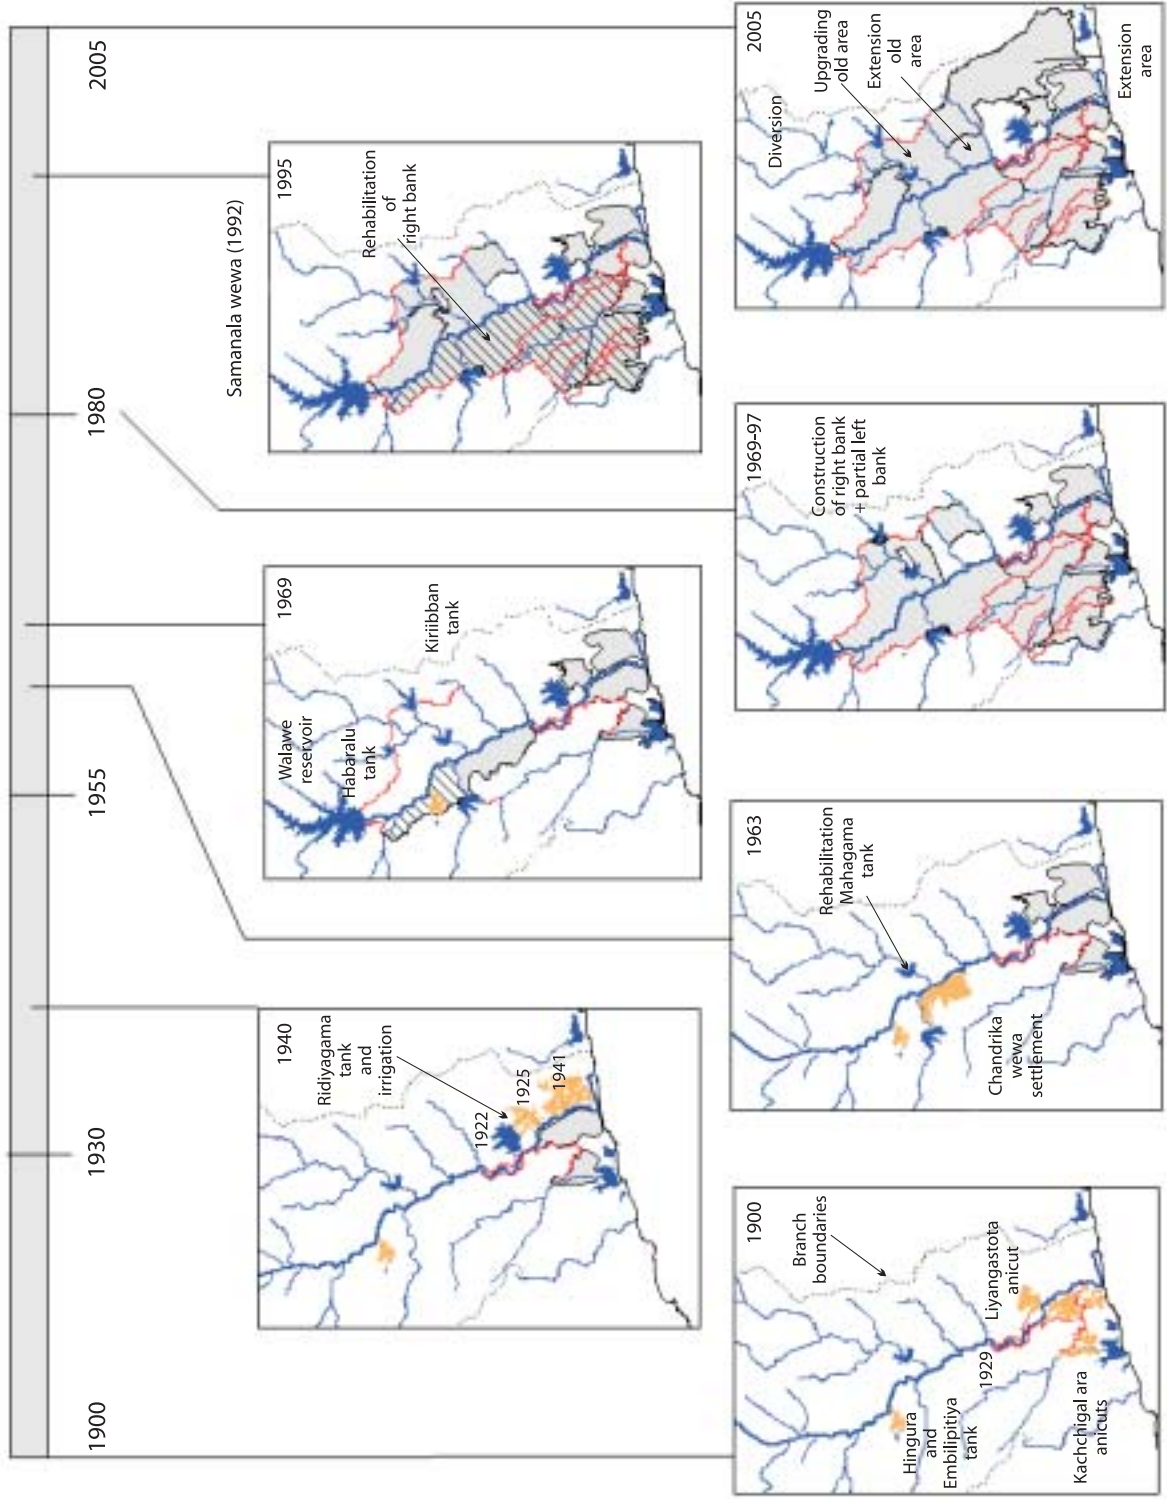 1900
1930
1955
1980
2005
1940
Ridiyagama
tank
and
irrigation
1922
1925
1941
1969
Walawe
reservoir
Habaralu
tank
Kiriibban
tank
Samanala wewa (1992)
1995
Rehabilitation
of
right bank
1900
Branch
boundaries
Liyangastota
anicut
1929
Hingura
and
Embilipitiya
tank
Kachchigal ara
anicuts
1963
Rehabilitation
Mahagama
tank
Chandrika
wewa
settlement
1969-97
Construction
of right bank
+ partial left
bank
2005
Diversion
Upgrading
old area
Extension
old
area
Extension
area